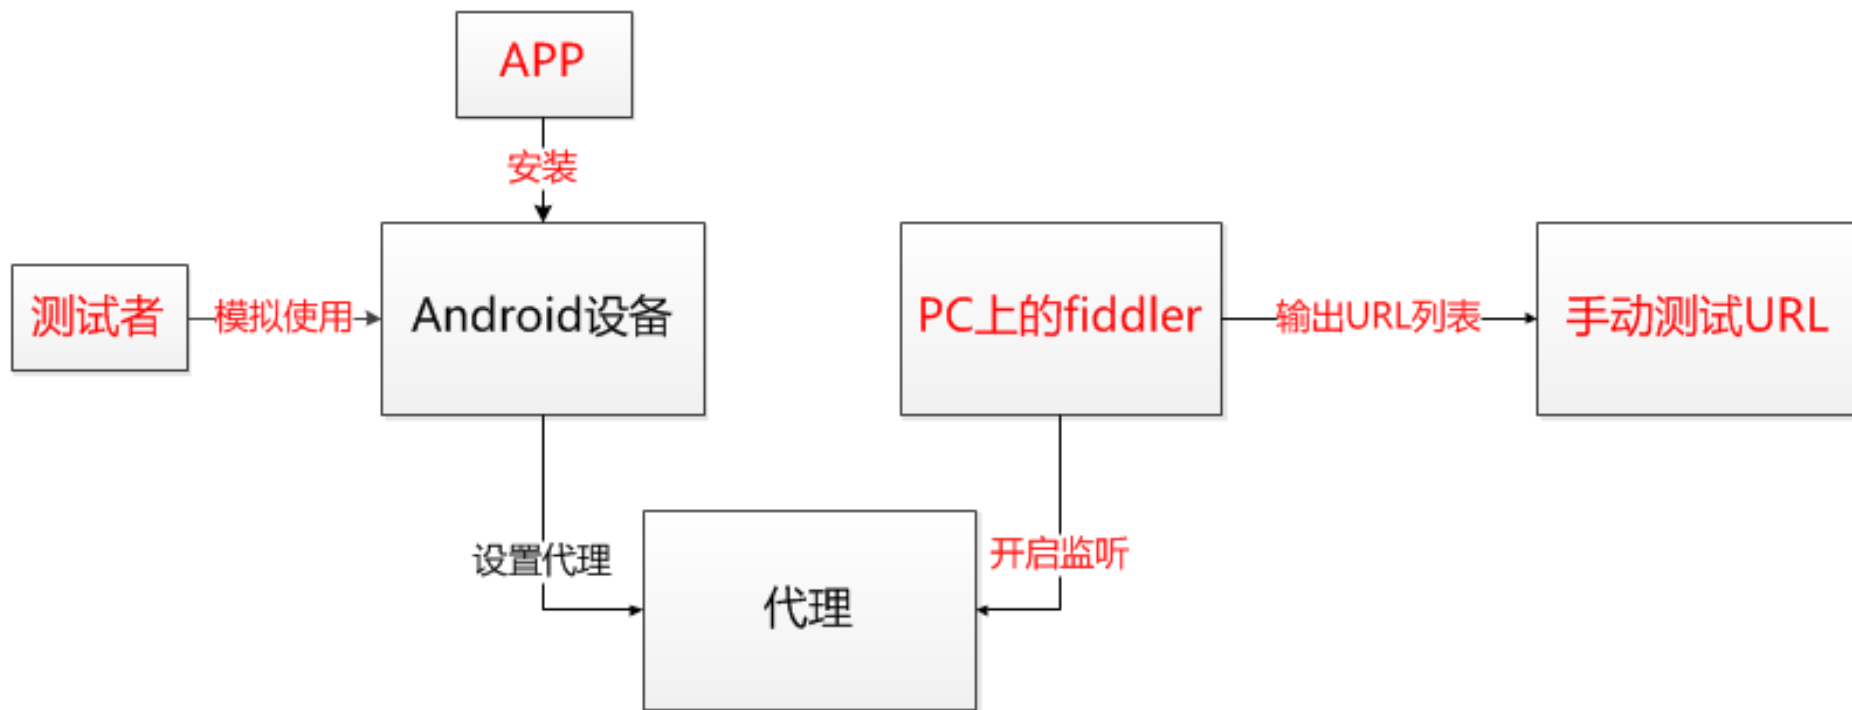 APP
安装
测试者
模拟使用
Android设备
PC上的fiddler
输出URL列表
手动测试URL
设置代理
开启监听
代理